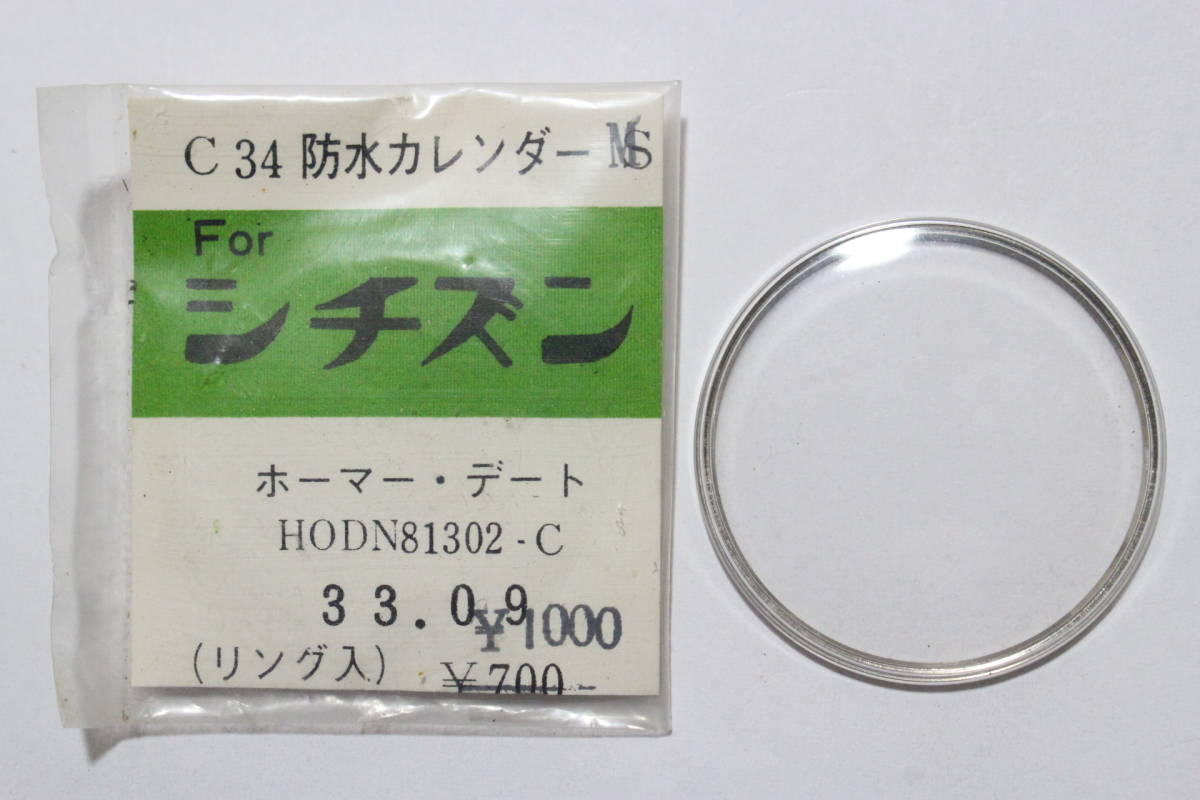 C 34 防水カレンダー MS
For
シチズン
ホーマー・デート
HODN81302-C
33.09
¥1000
(リング入)
¥700-